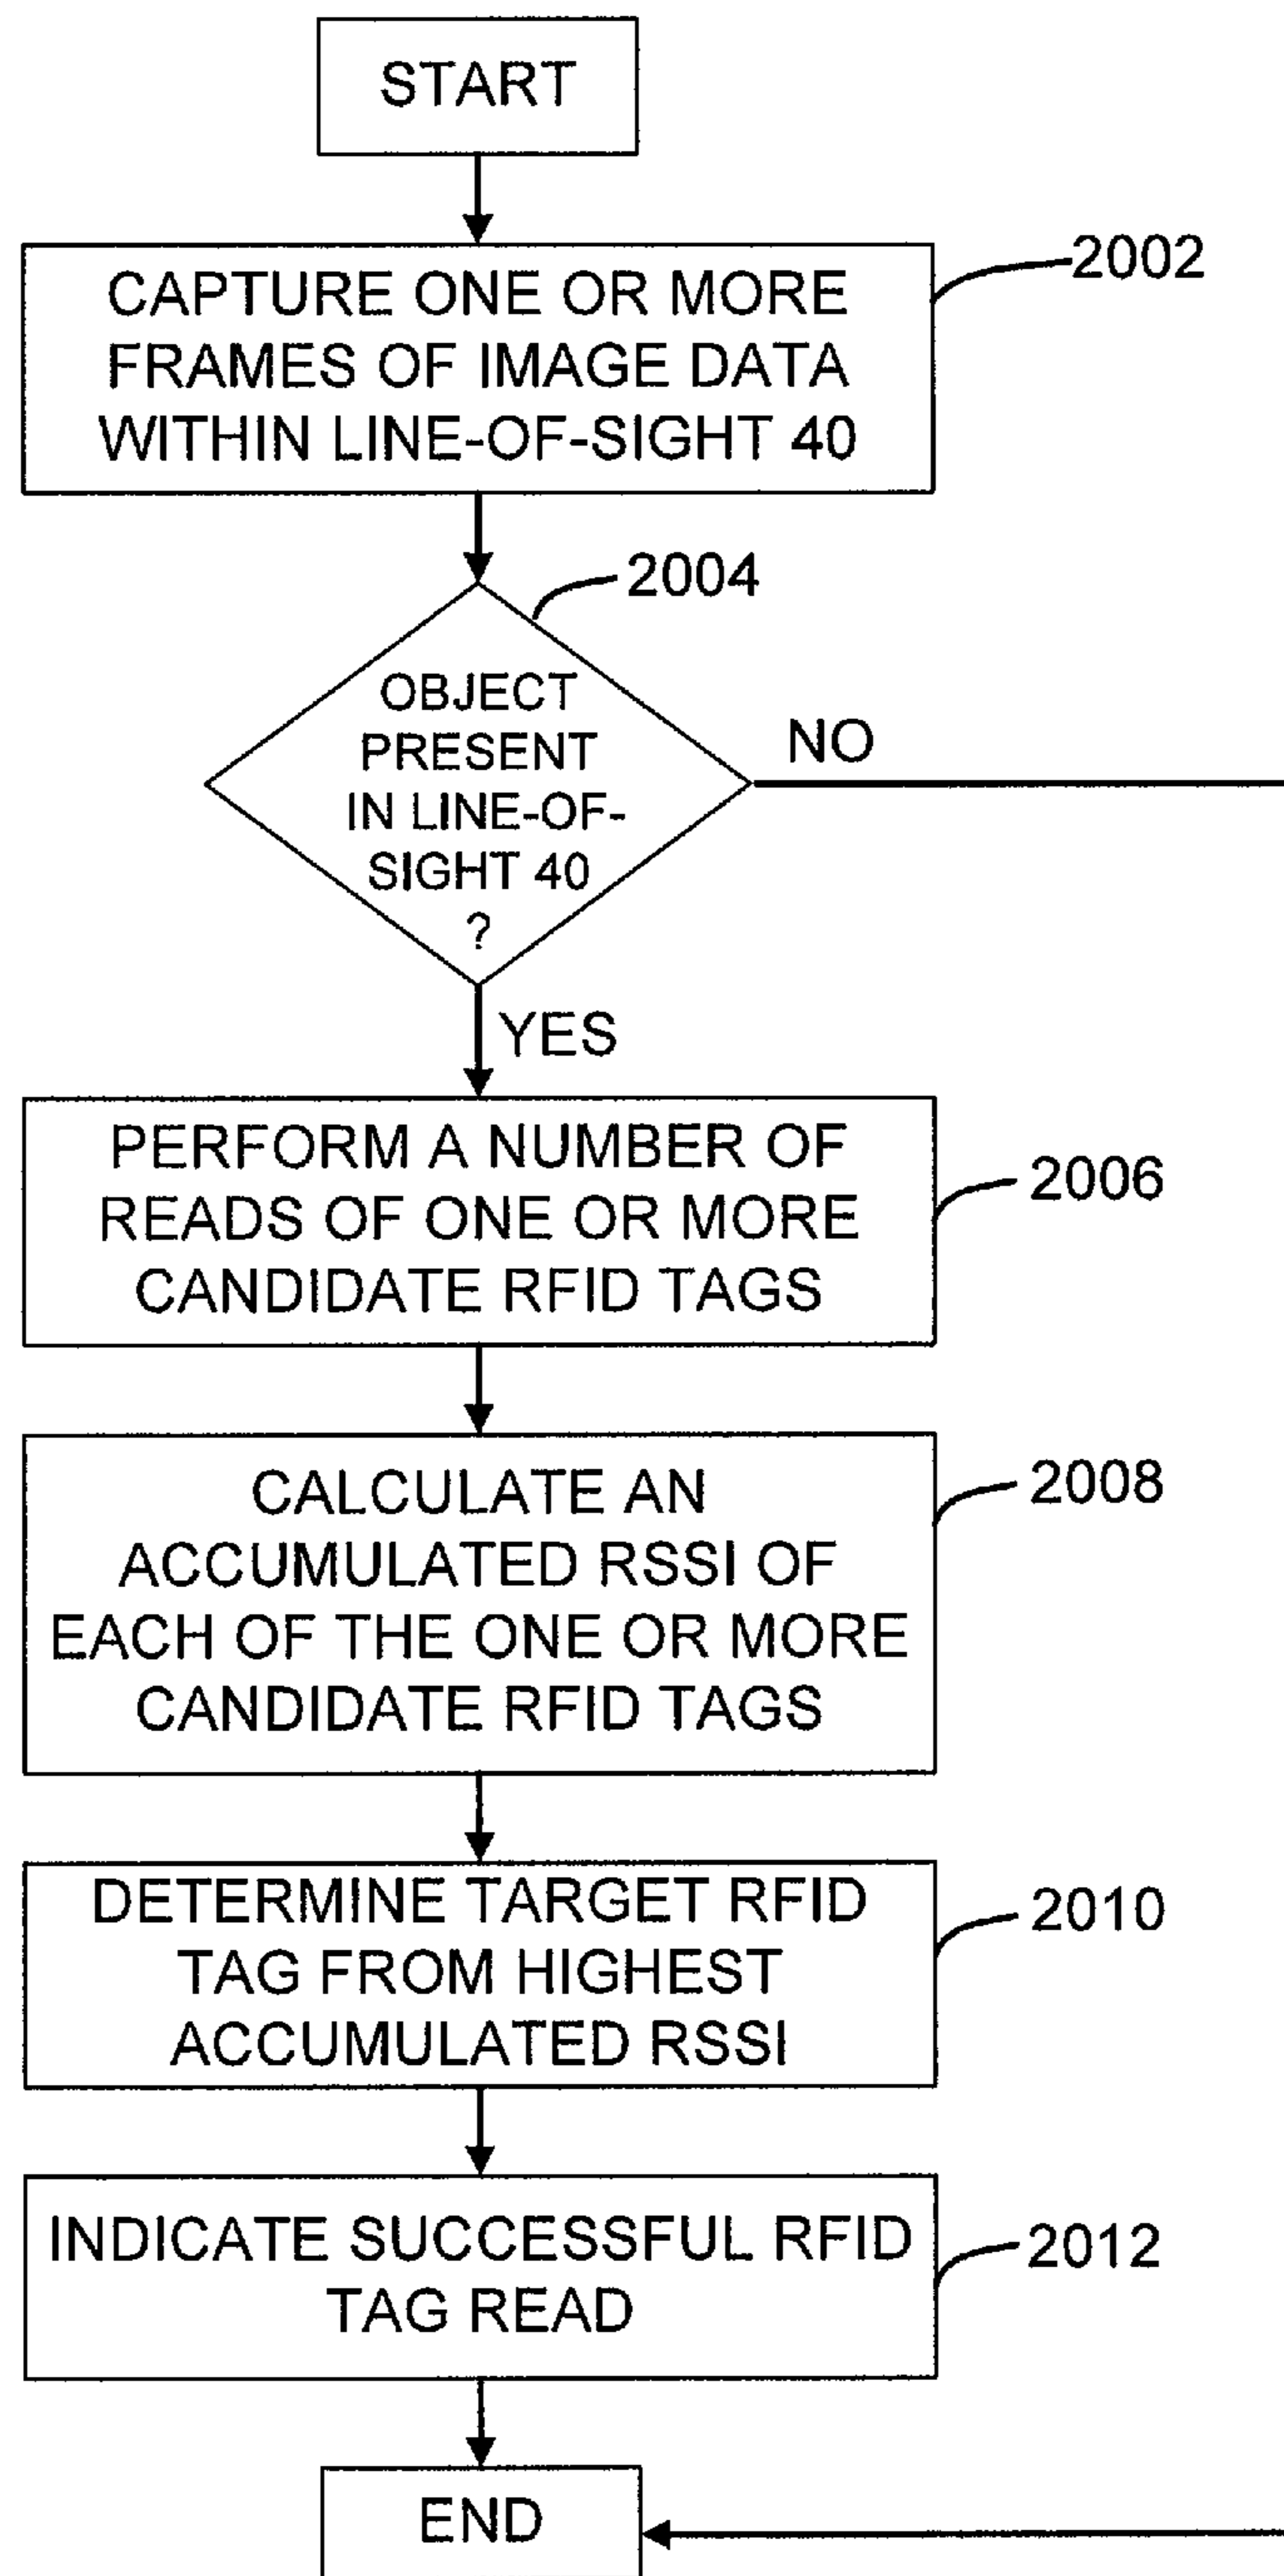 START
CAPTURE ONE OR MORE
FRAMES OF IMAGE DATA
WITHIN LINE-OF-SIGHT 40
2002
2004
OBJECT
PRESENT
IN LINE-OF-
SIGHT 40
?
NO
YES
PERFORM A NUMBER OF
READS OF ONE OR MORE
CANDIDATE RFID TAGS
2006
CALCULATE AN
ACCUMULATED RSSI OF
EACH OF THE ONE OR MORE
CANDIDATE RFID TAGS
2008
DETERMINE TARGET RFID
TAG FROM HIGHEST
ACCUMULATED RSSI
2010
INDICATE SUCCESSFUL RFID
TAG READ
2012
END